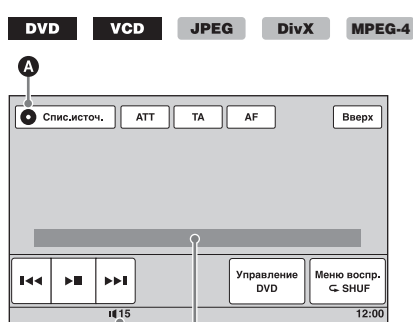 DVD VCD JPEG DivX MPEG-4
A
Спис.источ. ATT TA AF Вверх
Управление DVD
Меню воспр. SHUF
15 12:00